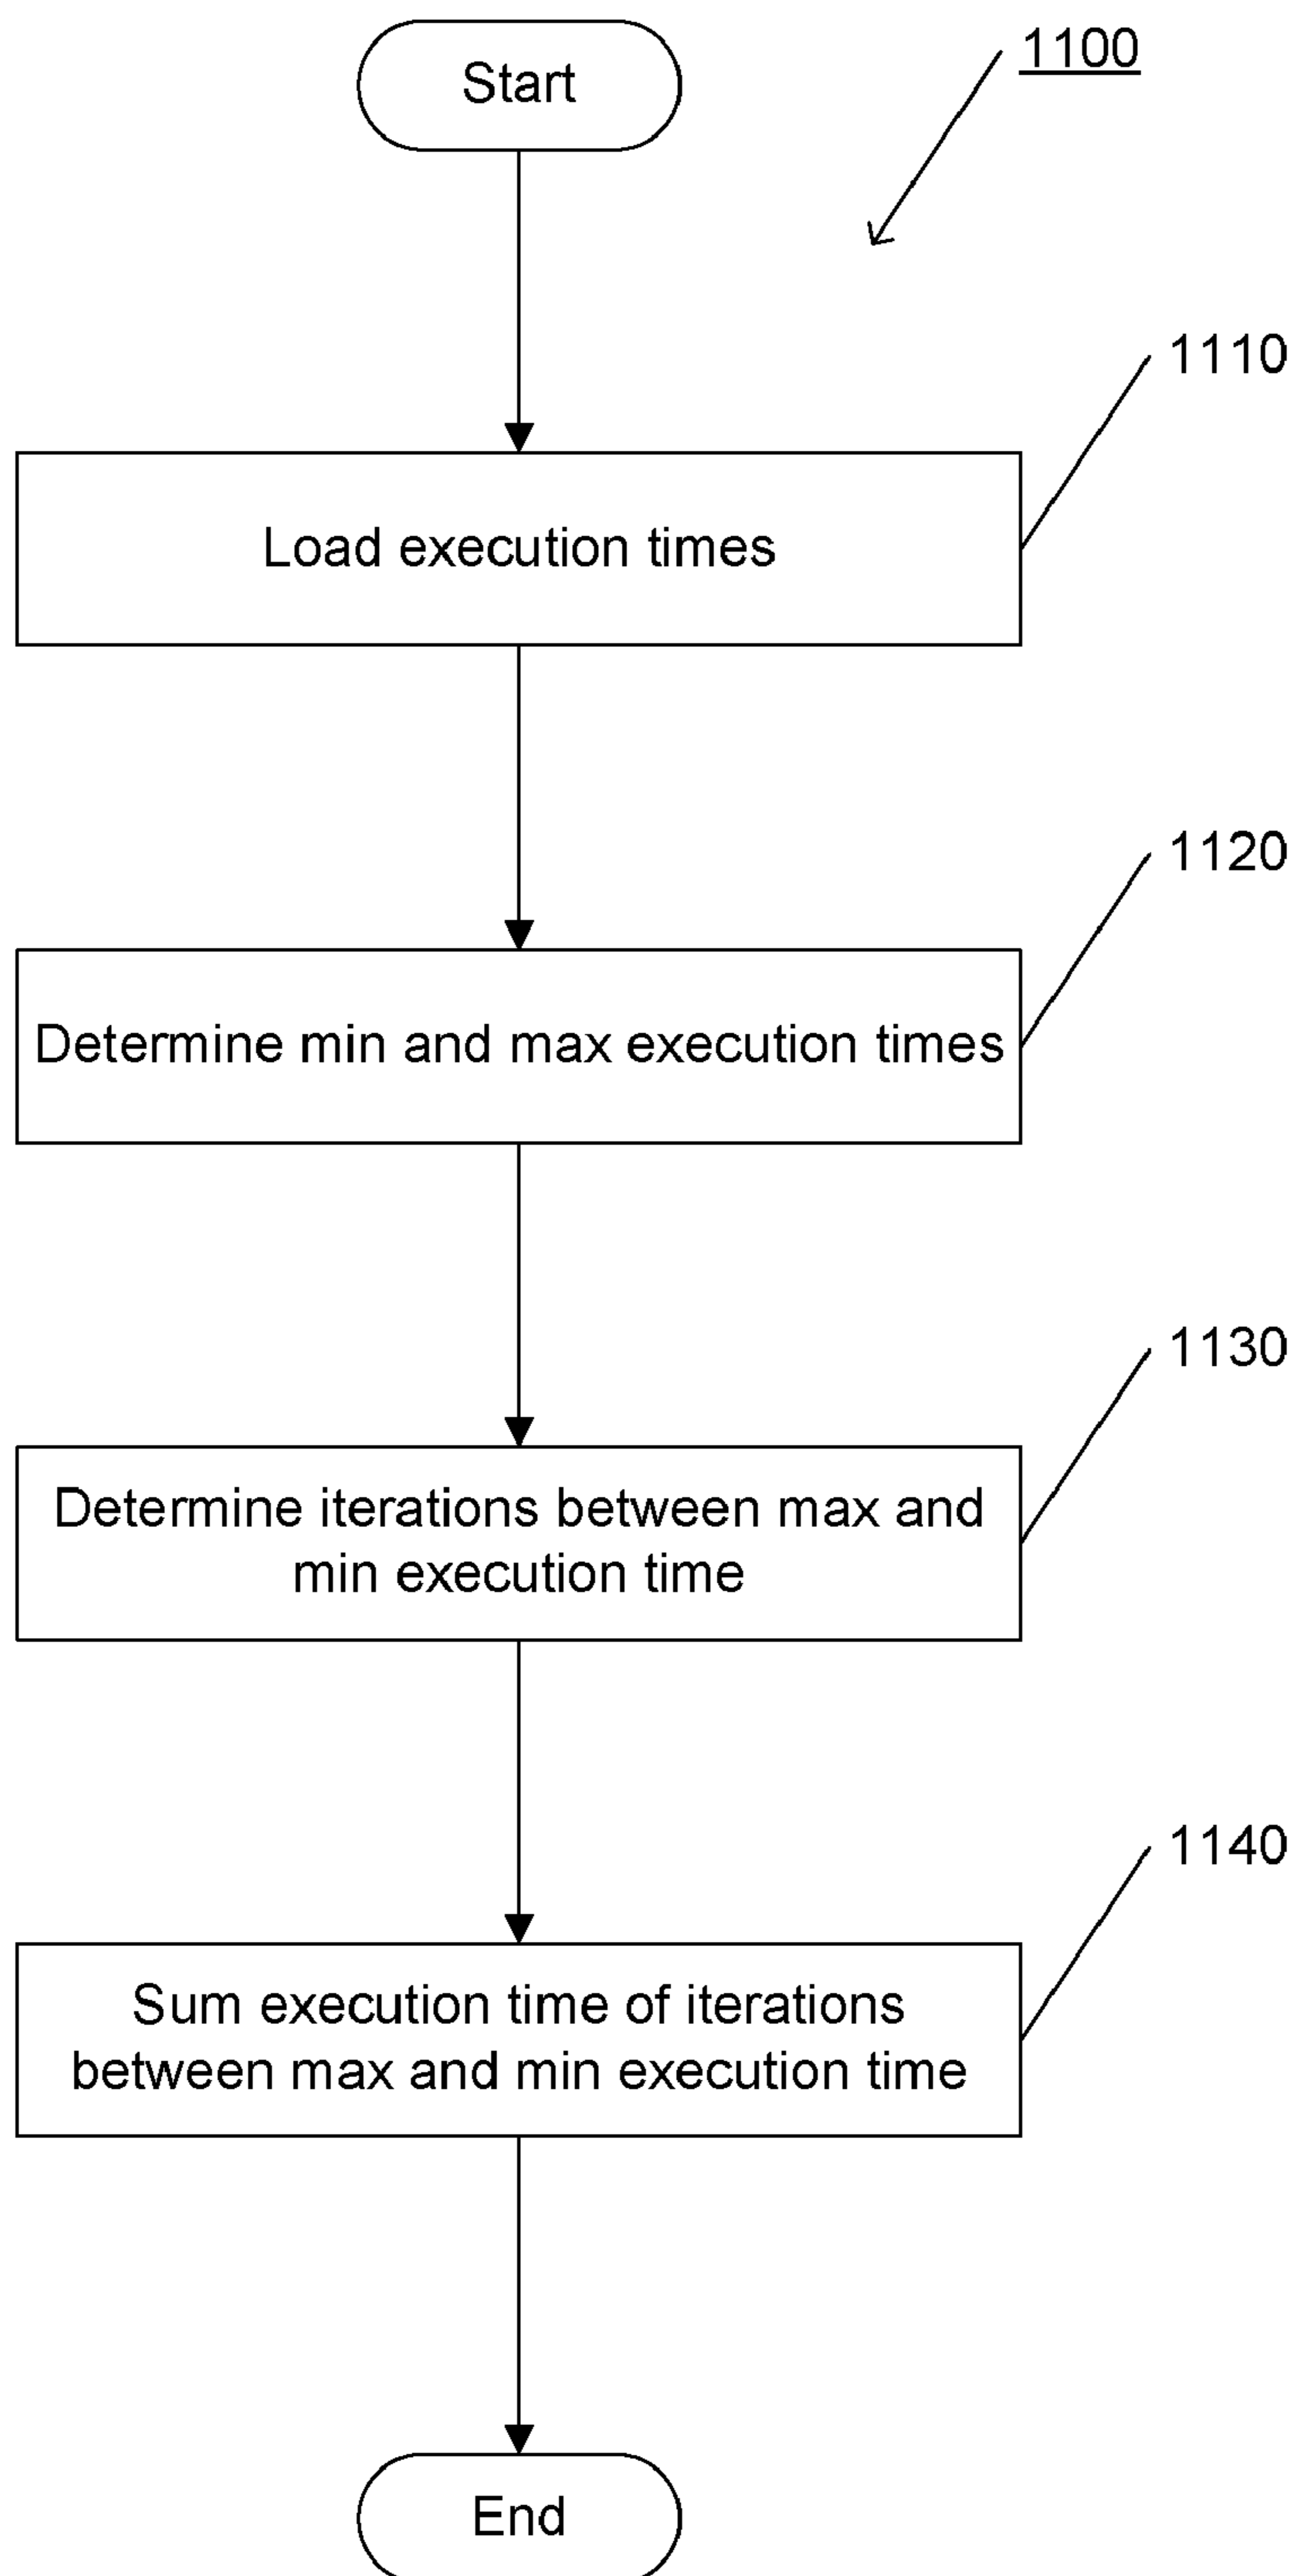 Start
1100
1110
Load execution times
1120
Determine min and max execution times
1130
Determine iterations between max and
min execution time
1140
Sum execution time of iterations
between max and min execution time
End